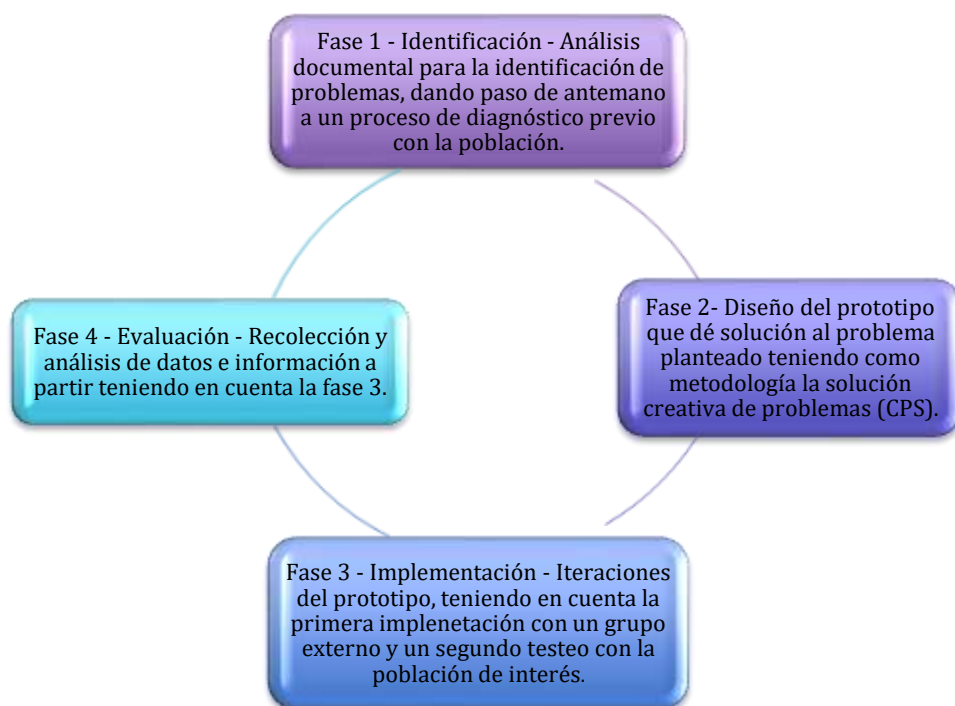 Fase 1 - Identificación - Análisis
documental para la identificación de
problemas, dando paso de antemano
a un proceso de diagnóstico previo
con la población.
Fase 2- Diseño del prototipo
que dé solución al problema
planteado teniendo como
metodología la solución
creativa de problemas (CPS).
Fase 3 - Implementación - Iteraciones
del prototipo, teniendo en cuenta la
primera implenetación con un grupo
externo y un segundo testeo con la
población de interés.
Fase 4 - Evaluación - Recolección y
análisis de datos e información a
partir teniendo en cuenta la fase 3.